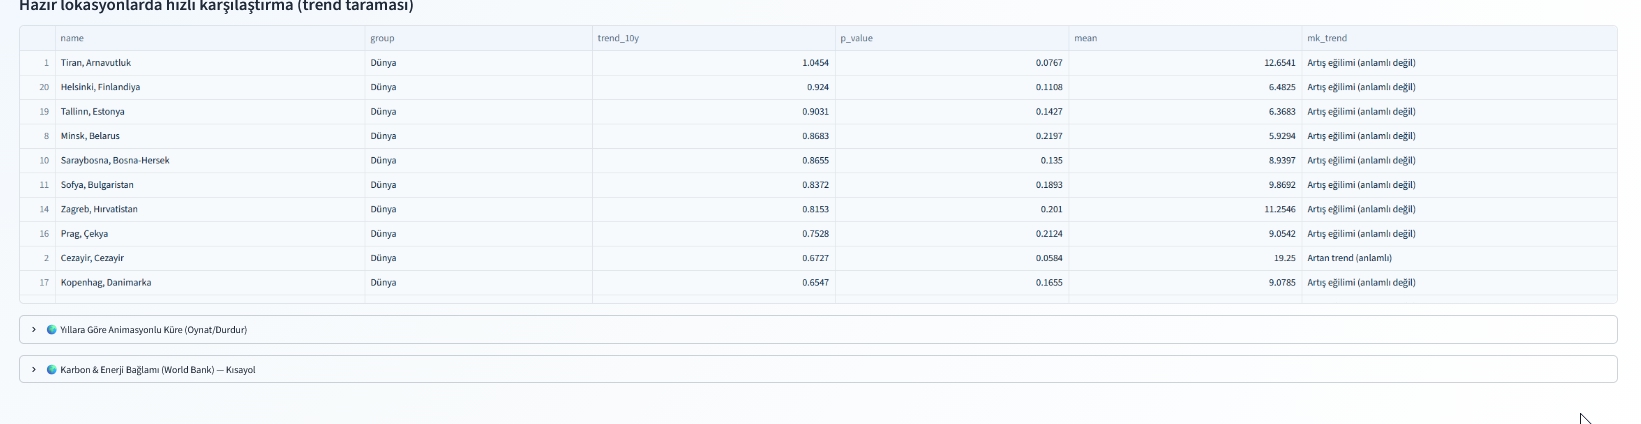 Hazır lokasyonlarda hızlı karşılaştırma (trend taraması)
name group trend_10y p_value mean mk_trend
1 Tiran, Arnavutluk Dünya 1.0454 0.0767 12.6541 Artış eğilimi (anlamlı değil)
20 Helsinki, Finlandiya Dünya 0.924 0.1108 6.4825 Artış eğilimi (anlamlı değil)
19 Tallinn, Estonya Dünya 0.9031 0.1427 6.3683 Artış eğilimi (anlamlı değil)
8 Minsk, Belarus Dünya 0.8683 0.2197 5.9294 Artış eğilimi (anlamlı değil)
10 Saraybosna, Bosna-Hersek Dünya 0.8655 0.135 8.9397 Artış eğilimi (anlamlı değil)
11 Sofya, Bulgaristan Dünya 0.8372 0.1893 9.8692 Artış eğilimi (anlamlı değil)
14 Zagreb, Hırvatistan Dünya 0.8153 0.201 11.2546 Artış eğilimi (anlamlı değil)
16 Prag, Çekya Dünya 0.7528 0.2124 9.0542 Artış eğilimi (anlamlı değil)
2 Cezayir, Cezayir Dünya 0.6727 0.0584 19.25 Artan trend (anlamlı)
17 Kopenhag, Danimarka Dünya 0.6547 0.1655 9.0785 Artış eğilimi (anlamlı değil)
Yıllara Göre Animasyonlu Küre (Oynat/Durdur)
Karbon & Enerji Bağlamı (World Bank) — Kısayol